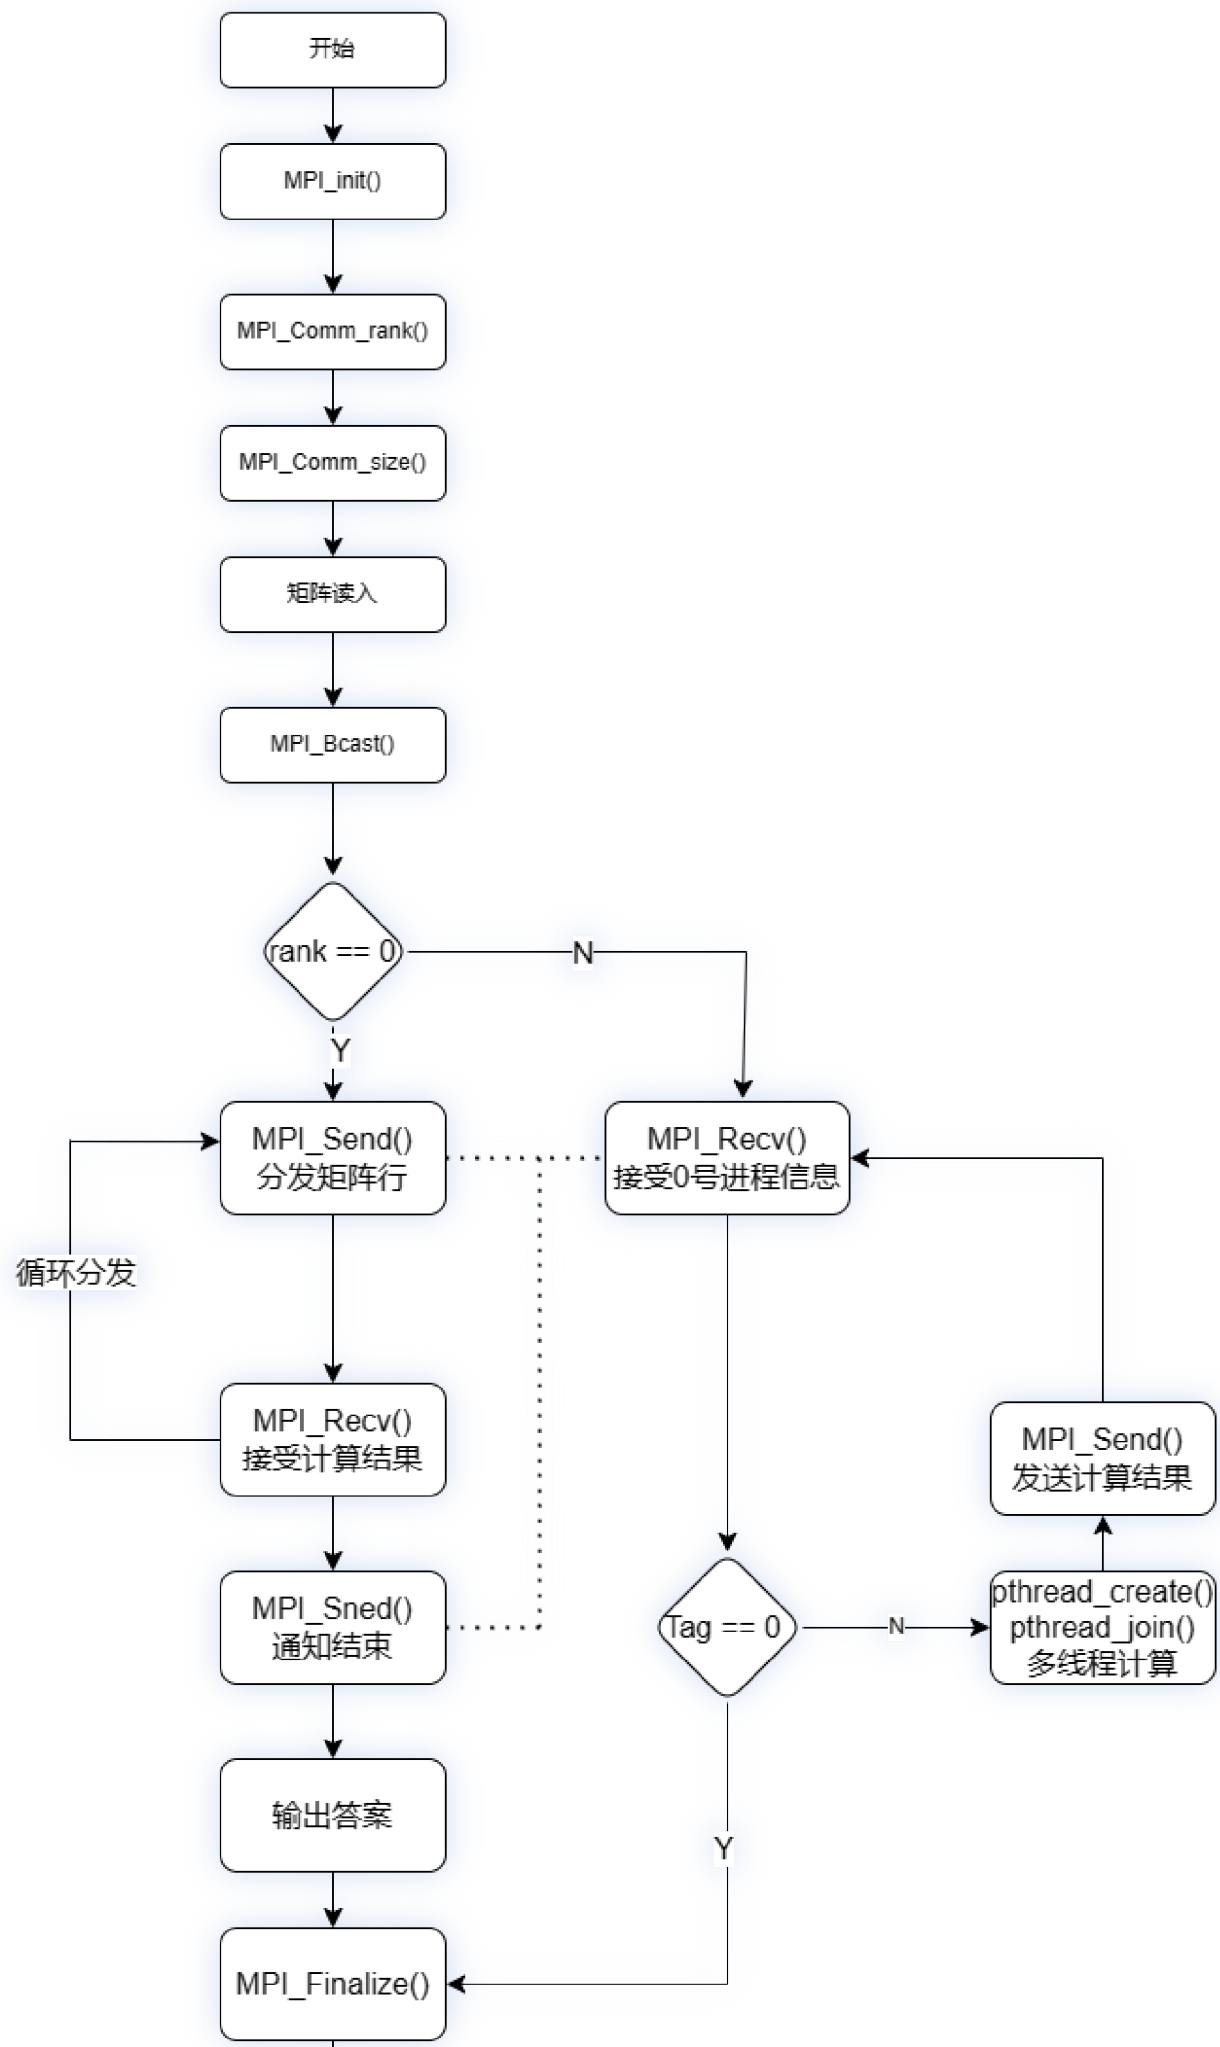 开始
MPI_init()
MPI_Comm_rank()
MPI_Comm_size()
矩阵读入
MPI_Bcast()
rank == 0
N
Y
MPI_Send()
分发矩阵行
MPI_Recv()
接受0号进程信息
循环分发
MPI_Recv()
接受计算结果
MPI_Send()
发送计算结果
MPI_Sned()
通知结束
Tag == 0
N
pthread_create()
pthread_join()
多线程计算
输出答案
Y
MPI_Finalize()